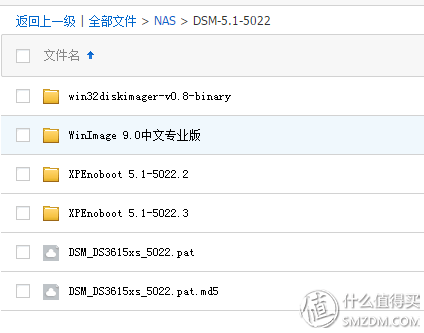 返回上一级 | 全部文件 > NAS > DSM-5.1-5022
文件名
win32diskimager-v0.8-binary
WinImage 9.0中文专业版
XPEnoboot 5.1-5022.2
XPEnoboot 5.1-5022.3
DSM_DS3615xs_5022.pat
DSM_DS3615xs_5022.pat.md5
值 什么值得买
SMZDM.COM